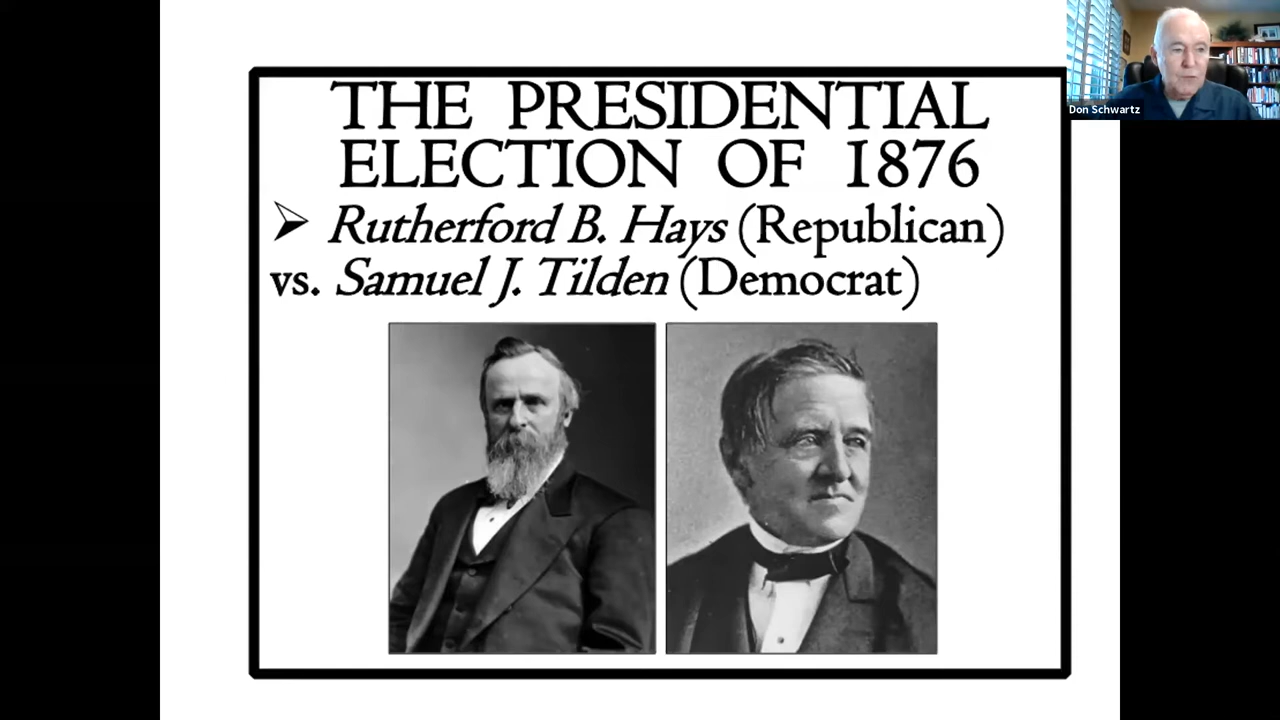 THE PRESIDENTIAL
ELECTION OF 1876
➢ Rutherford B. Hays (Republican)
vs. Samuel J. Tilden (Democrat)
Don Schwartz